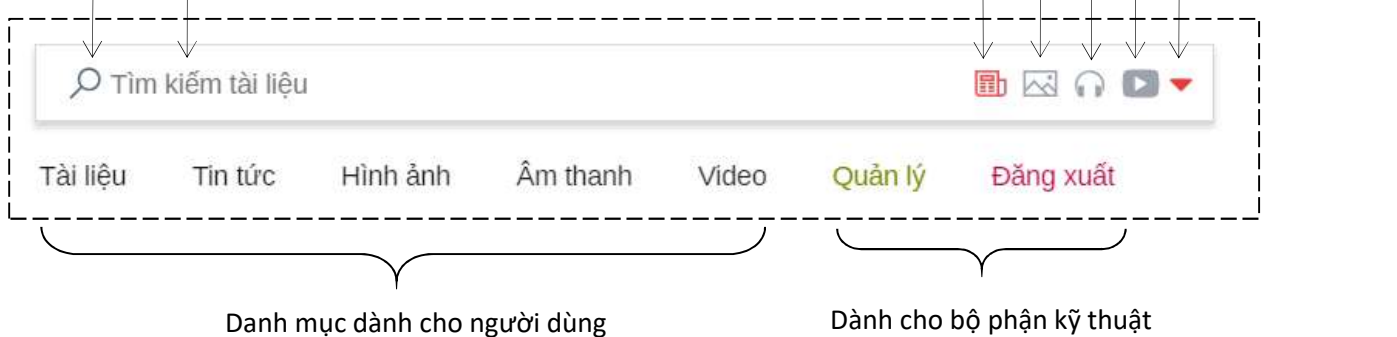 Tìm kiếm tài liệu
Tài liệu Tin tức Hình ảnh Âm thanh Video Quản lý Đăng xuất
Danh mục dành cho người dùng
Dành cho bộ phận kỹ thuật